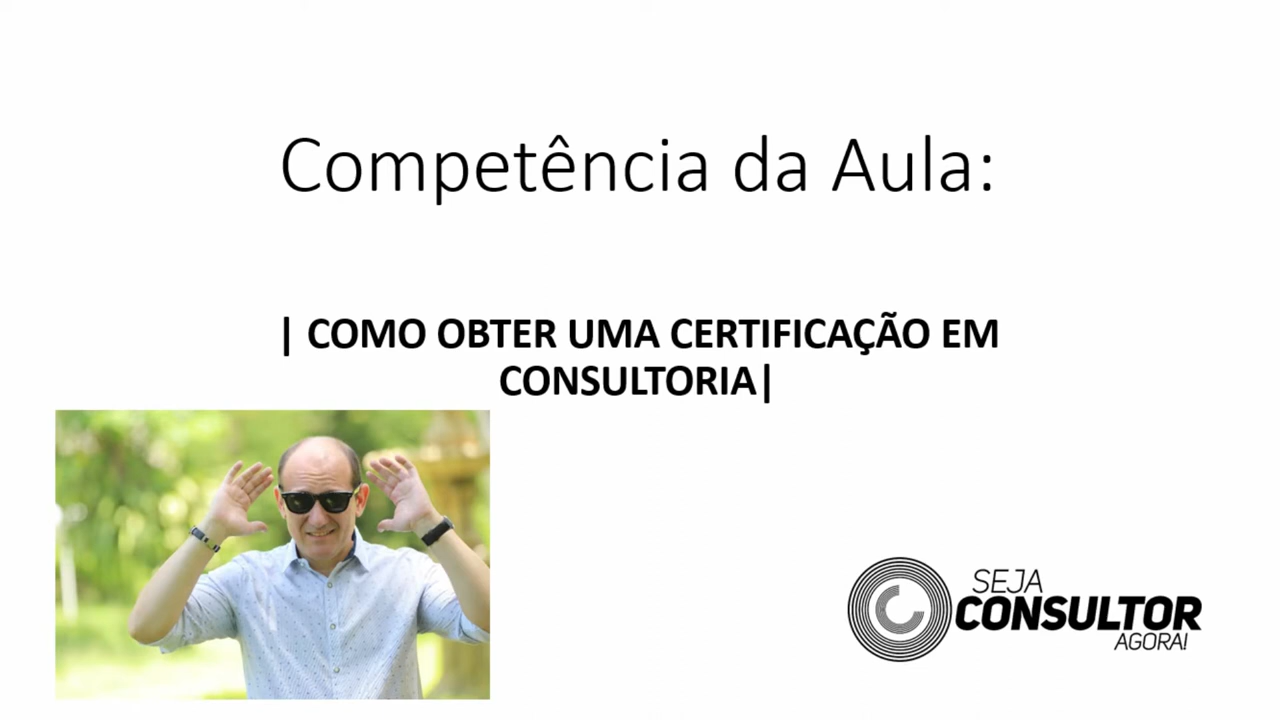 Competência da Aula:
| COMO OBTER UMA CERTIFICAÇÃO EM
CONSULTORIA|
SEJA
CONSULTOR
AGORA!